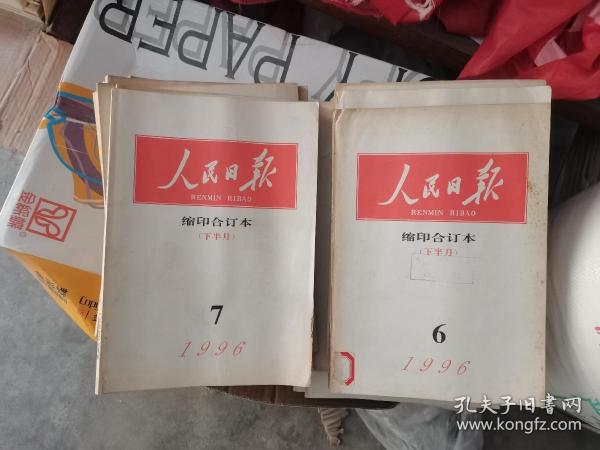 COPY PAPER
人民日报
RENMIN RIBAO
缩印合订本
(下半月)
7
1996
人民日报
RENMIN RIBAO
缩印合订本
(下半月)
6
1996
孔夫子旧书网
www.kongfz.com